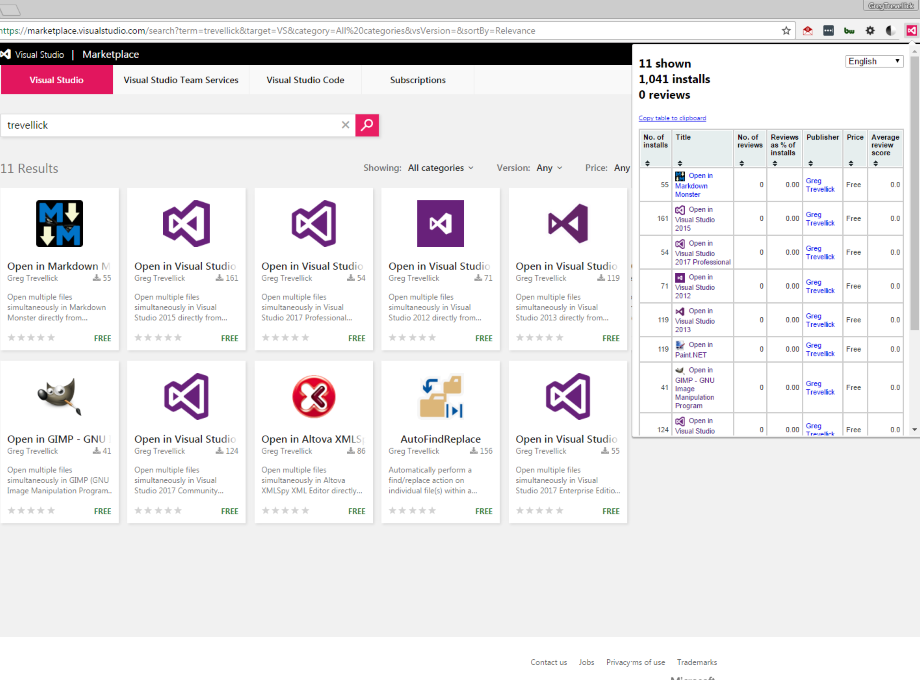 GregTrevellick
https://marketplace.visualstudio.com/search?term=trevellick&target=VS&category=All%20categories&vsVersion=&sortBy=Relevance
Visual Studio | Marketplace
Visual Studio
Visual Studio Team Services
Visual Studio Code
Subscriptions
trevellick
11 Results
Showing: All categories
Version: Any
Price: Any
Open in Markdown M
Greg Trevellick 55
Open multiple files
simultaneously in Markdown
Monster directly from...
FREE
Open in Visual Studio
Greg Trevellick 161
Open multiple files
simultaneously in Visual
Studio 2015 directly from...
FREE
Open in Visual Studio
Greg Trevellick 54
Open multiple files
simultaneously in Visual
Studio 2017 Professional...
FREE
Open in Visual Studio
Greg Trevellick 71
Open multiple files
simultaneously in Visual
Studio 2012 directly from...
FREE
Open in Visual Studio
Greg Trevellick 119
Open multiple files
simultaneously in Visual
Studio 2013 directly from...
FREE
Open in GIMP - GNU
Greg Trevellick 41
Open multiple files
simultaneously in GIMP (GNU
Image Manipulation Program...
FREE
Open in Visual Studio
Greg Trevellick 124
Open multiple files
simultaneously in Visual
Studio 2017 Community...
FREE
Open in Altova XMLSp
Greg Trevellick 86
Open multiple files
simultaneously in Altova
XMLSpy XML Editor directly...
FREE
AutoFindReplace
Greg Trevellick 156
Automatically perform a
find/replace action on
individual file(s) within a...
FREE
Open in Visual Studio
Greg Trevellick 55
Open multiple files
simultaneously in Visual
Studio 2017 Enterprise Editio...
FREE
11 shown
1,041 installs
0 reviews
English
Copy table to clipboard
No. of installs Title No. of reviews Reviews as % of installs Publisher Price Average review score
55 Open in Markdown Monster 0 0.00 Greg Trevellick Free 0.0
161 Open in Visual Studio 2015 0 0.00 Greg Trevellick Free 0.0
54 Open in Visual Studio 2017 Professional 0 0.00 Greg Trevellick Free 0.0
71 Open in Visual Studio 2012 0 0.00 Greg Trevellick Free 0.0
119 Open in Visual Studio 2013 0 0.00 Greg Trevellick Free 0.0
119 Open in Paint.NET 0 0.00 Greg Trevellick Free 0.0
41 Open in GIMP - GNU Image Manipulation Program 0 0.00 Greg Trevellick Free 0.0
124 Open in Visual Studio 0 0.00 Greg Trevellick Free 0.0
Contact us
Jobs
Privacy
ms of use
Trademarks
Microsoft